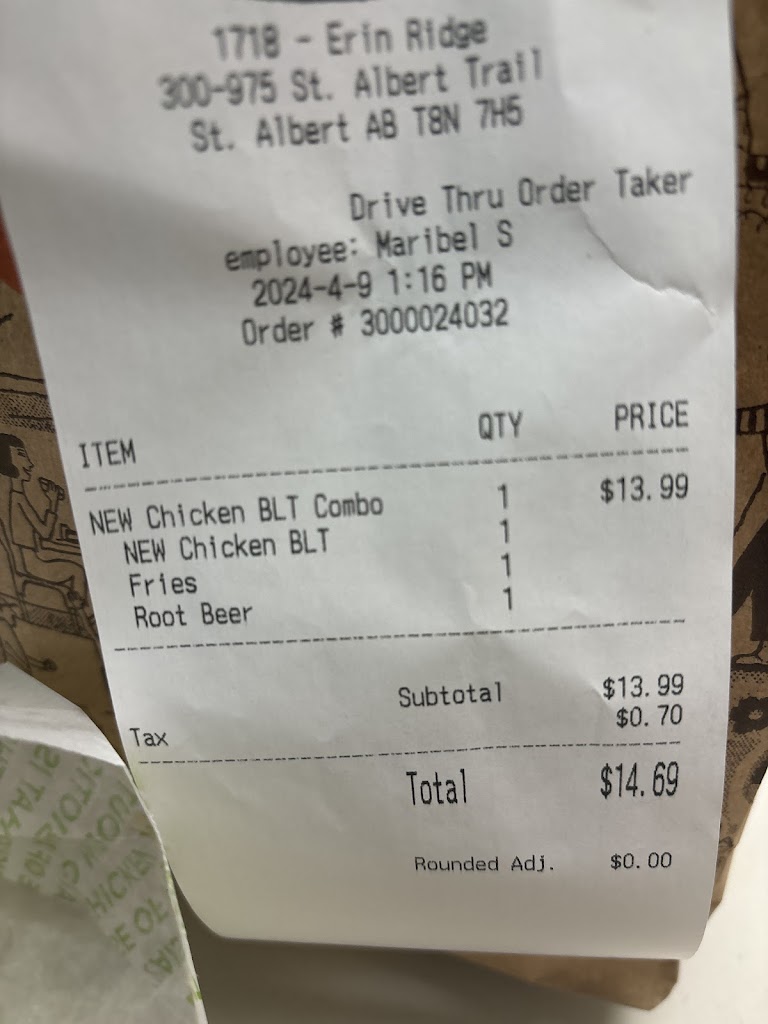 1718 - Erin Ridge
300-975 St. Albert Trail
St. Albert AB T8N 7H5
Drive Thru Order Taker
employee: Maribel S
2024-4-9 1:16 PM
Order # 3000024032
ITEM QTY PRICE
NEW Chicken BLT Combo 1 $13.99
NEW Chicken BLT 1
Fries 1
Root Beer 1
Subtotal $13.99
Tax $0.70
Total $14.69
Rounded Adj. $0.00